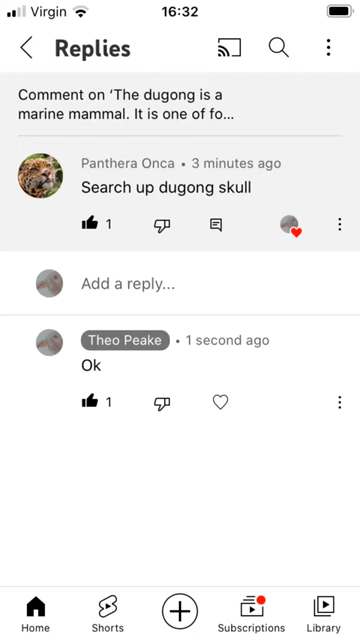 Virgin 16:32
Replies
Comment on ‘The dugong is a
marine mammal. It is one of fo...
Panthera Onca • 3 minutes ago
Search up dugong skull
1
Add a reply...
Theo Peake • 1 second ago
Ok
1
Home Shorts Subscriptions Library